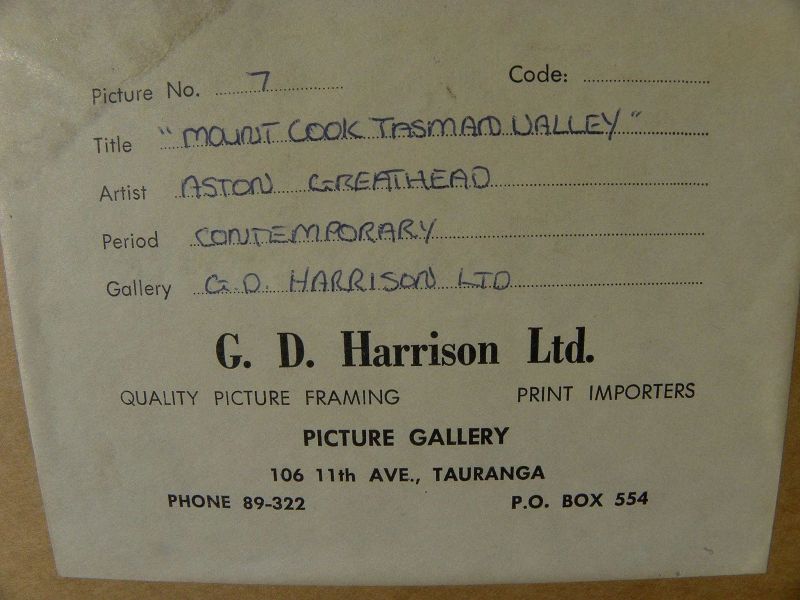 Picture No. 7 Code:
Title "MOUNT COOK TASMAN VALLEY"
Artist ASTON GREATHEAD
Period CONTEMPORARY
Gallery G.D. HARRISON LTD
G. D. Harrison Ltd.
QUALITY PICTURE FRAMING PRINT IMPORTERS
PICTURE GALLERY
106 11th AVE., TAURANGA
PHONE 89-322 P.O. BOX 554